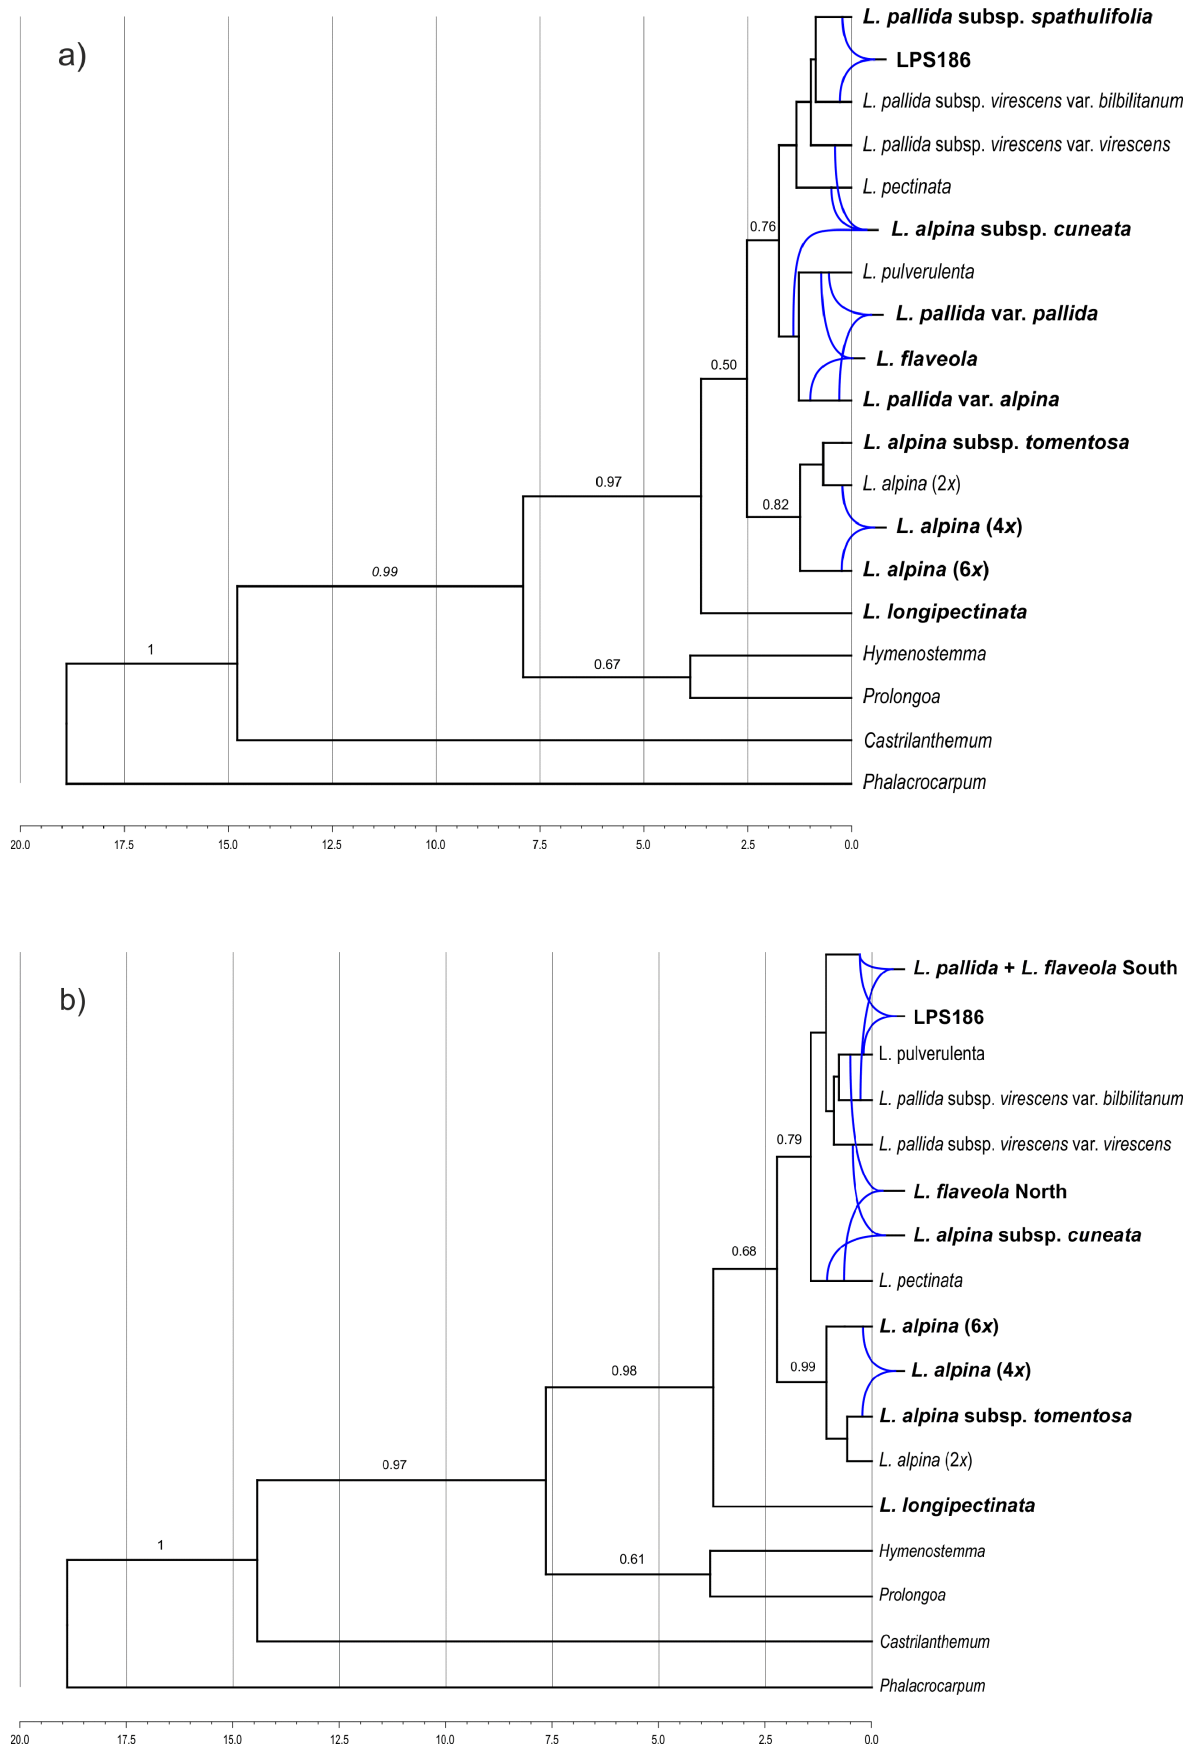 a)
L. pallida subsp. spathulifolia
LPS186
L. pallida subsp. virescens var. bilbilitanum
L. pallida subsp. virescens var. virescens
L. pectinata
L. alpina subsp. cuneata
0.76
L. pulverulenta
L. pallida var. pallida
L. flaveola
0.50
L. pallida var. alpina
L. alpina subsp. tomentosa
0.97
L. alpina (2x)
0.82
L. alpina (4x)
0.99
L. alpina (6x)
L. longipectinata
1
0.67
Hymenostemma
Prolongoa
Castrilanthemum
Phalacrocarpum
20.0 17.5 15.0 12.5 10.0 7.5 5.0 2.5 0.0
b)
L. pallida + L. flaveola South
LPS186
L. pulverulenta
L. pallida subsp. virescens var. bilbilitanum
0.79
L. pallida subsp. virescens var. virescens
L. flaveola North
L. alpina subsp. cuneata
0.68
L. pectinata
L. alpina (6x)
0.98
0.99
L. alpina (4x)
L. alpina subsp. tomentosa
0.97
L. alpina (2x)
L. longipectinata
1
0.61
Hymenostemma
Prolongoa
Castrilanthemum
Phalacrocarpum
20.0 17.5 15.0 12.5 10.0 7.5 5.0 2.5 0.0